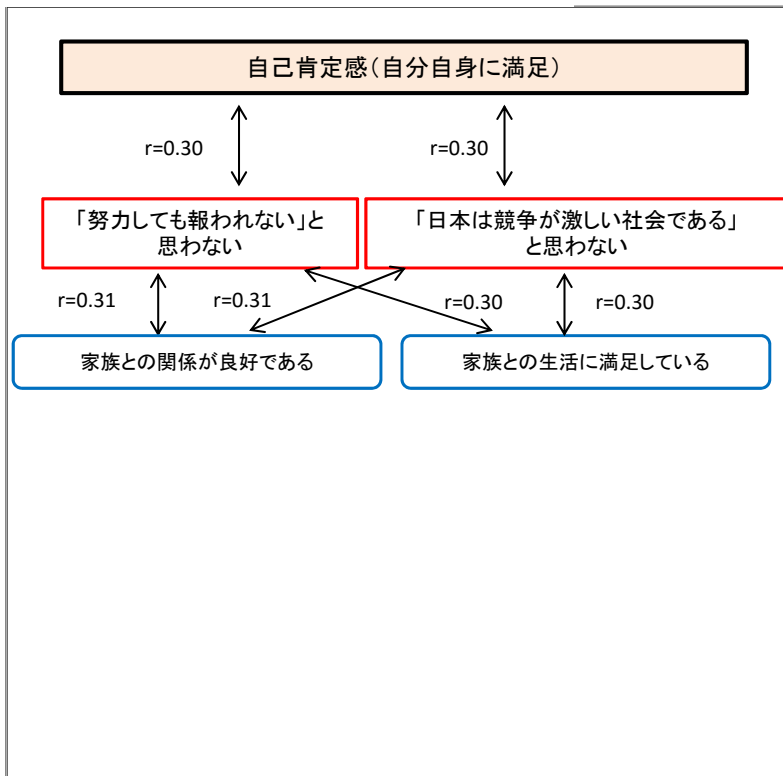 自己肯定感(自分自身に満足)
r=0.30
r=0.30
「努力しても報われない」と
思わない
「日本は競争が激しい社会である」
と思わない
r=0.31
r=0.31
r=0.30
r=0.30
家族との関係が良好である
家族との生活に満足している